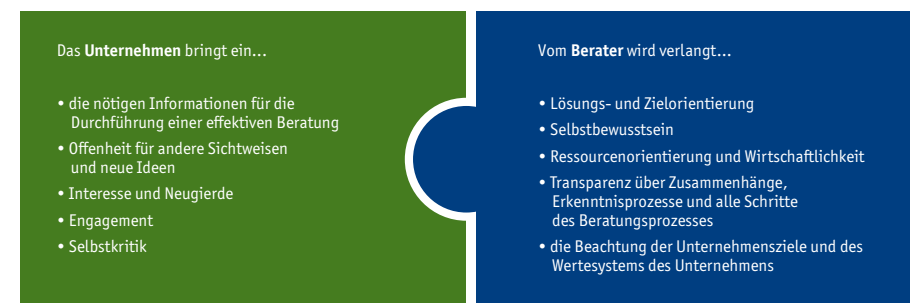 Das Unternehmen bringt ein...
• die nötigen Informationen für die
Durchführung einer effektiven Beratung
• Offenheit für andere Sichtweisen
und neue Ideen
• Interesse und Neugierde
• Engagement
• Selbstkritik
Vom Berater wird verlangt...
• Lösungs- und Zielorientierung
• Selbstbewusstsein
• Ressourcenorientierung und Wirtschaftlichkeit
• Transparenz über Zusammenhänge,
Erkenntnisprozesse und alle Schritte
des Beratungsprozesses
• die Beachtung der Unternehmensziele und des
Wertesystems des Unternehmens